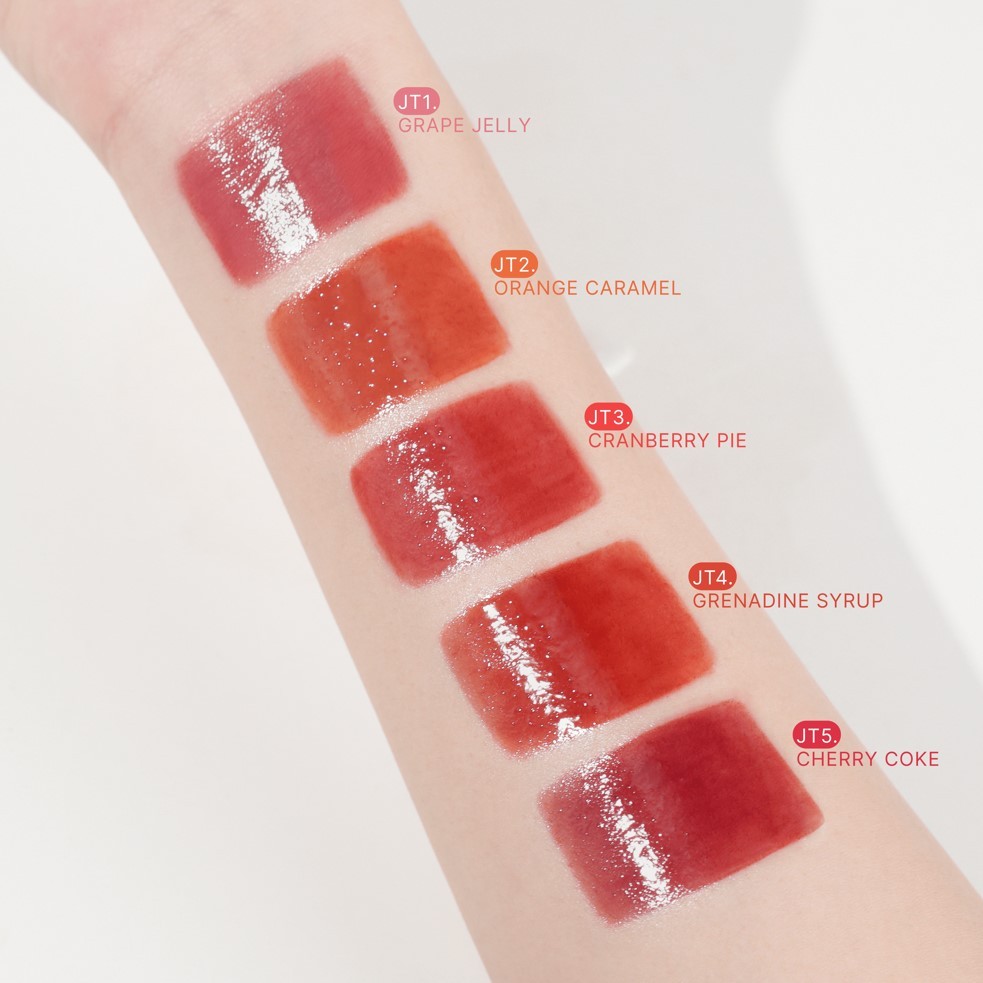 JT1.
GRAPE JELLY
JT2.
ORANGE CARAMEL
JT3.
CRANBERRY PIE
JT4.
GRENADINE SYRUP
JT5.
CHERRY COKE